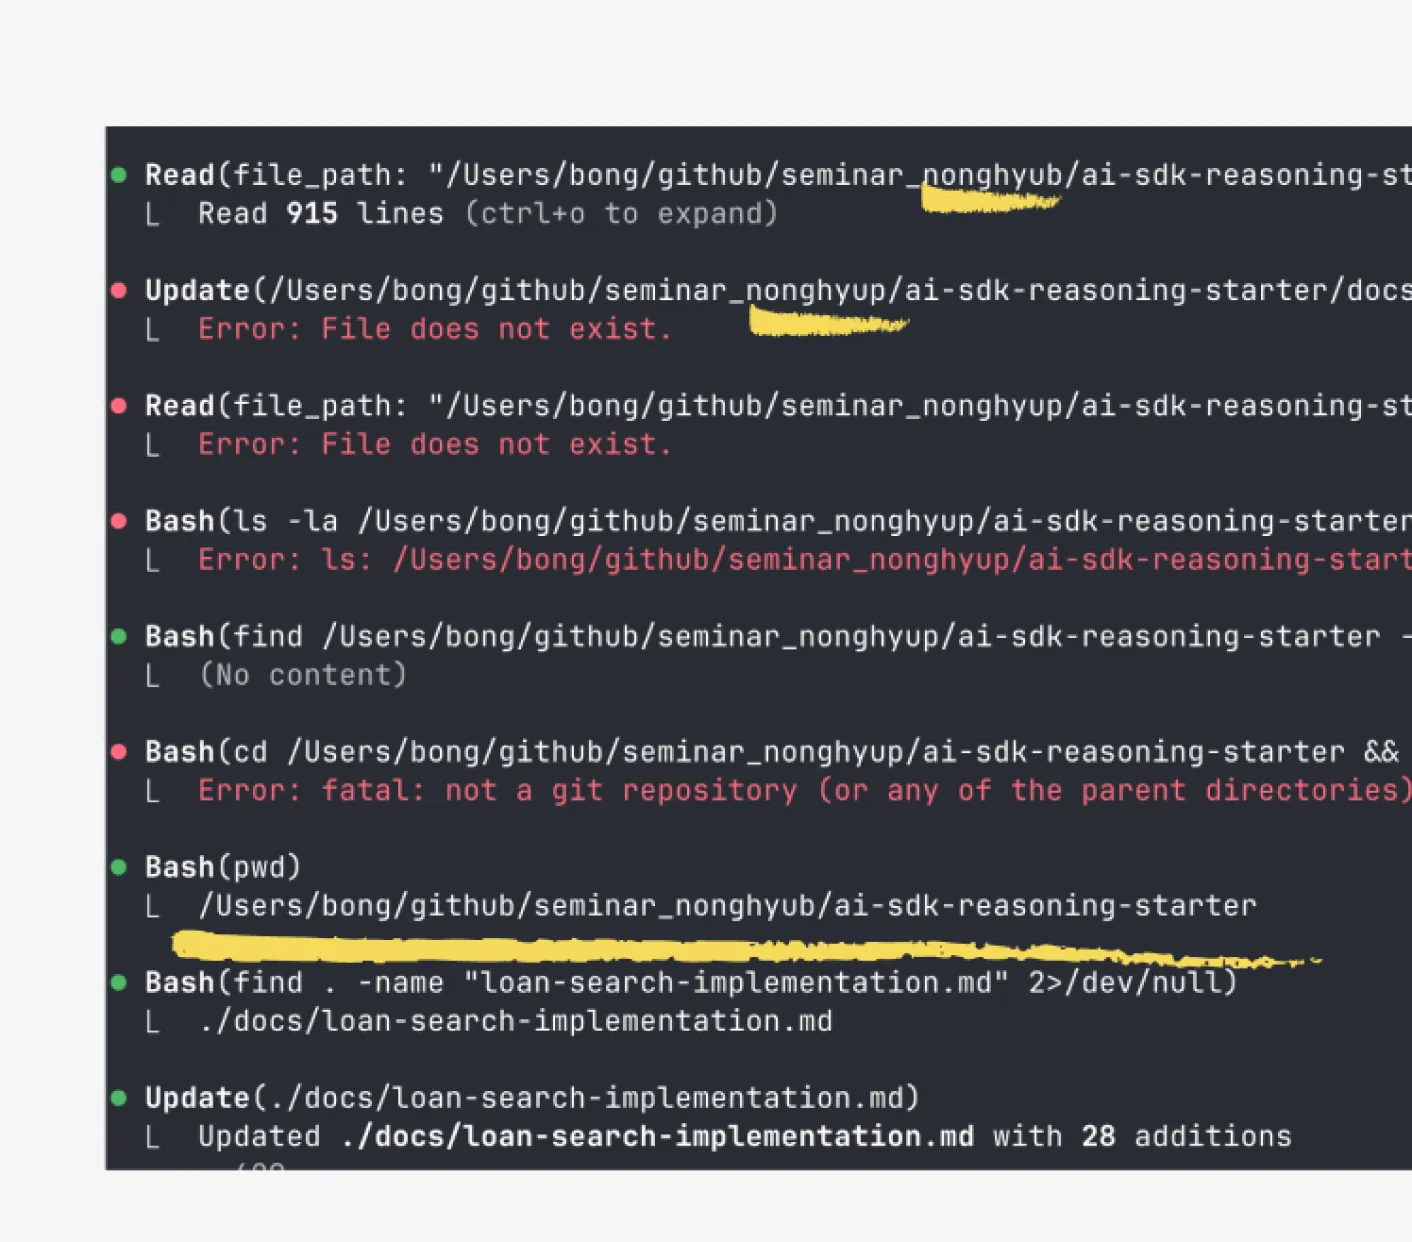 Read(file_path: "/Users/bong/github/seminar_nonghyub/ai-sdk-reasoning-st
Read 915 lines (ctrl+o to expand)
Update(/Users/bong/github/seminar_nonghyup/ai-sdk-reasoning-starter/docs
Error: File does not exist.
Read(file_path: "/Users/bong/github/seminar_nonghyup/ai-sdk-reasoning-st
Error: File does not exist.
Bash(ls -la /Users/bong/github/seminar_nonghyup/ai-sdk-reasoning-starter
Error: ls: /Users/bong/github/seminar_nonghyup/ai-sdk-reasoning-start
Bash(find /Users/bong/github/seminar_nonghyup/ai-sdk-reasoning-starter -
(No content)
Bash(cd /Users/bong/github/seminar_nonghyup/ai-sdk-reasoning-starter &&
Error: fatal: not a git repository (or any of the parent directories)
Bash(pwd)
/Users/bong/github/seminar_nonghyub/ai-sdk-reasoning-starter
Bash(find . -name "loan-search-implementation.md" 2>/dev/null)
./docs/loan-search-implementation.md
Update(./docs/loan-search-implementation.md)
Updated ./docs/loan-search-implementation.md with 28 additions